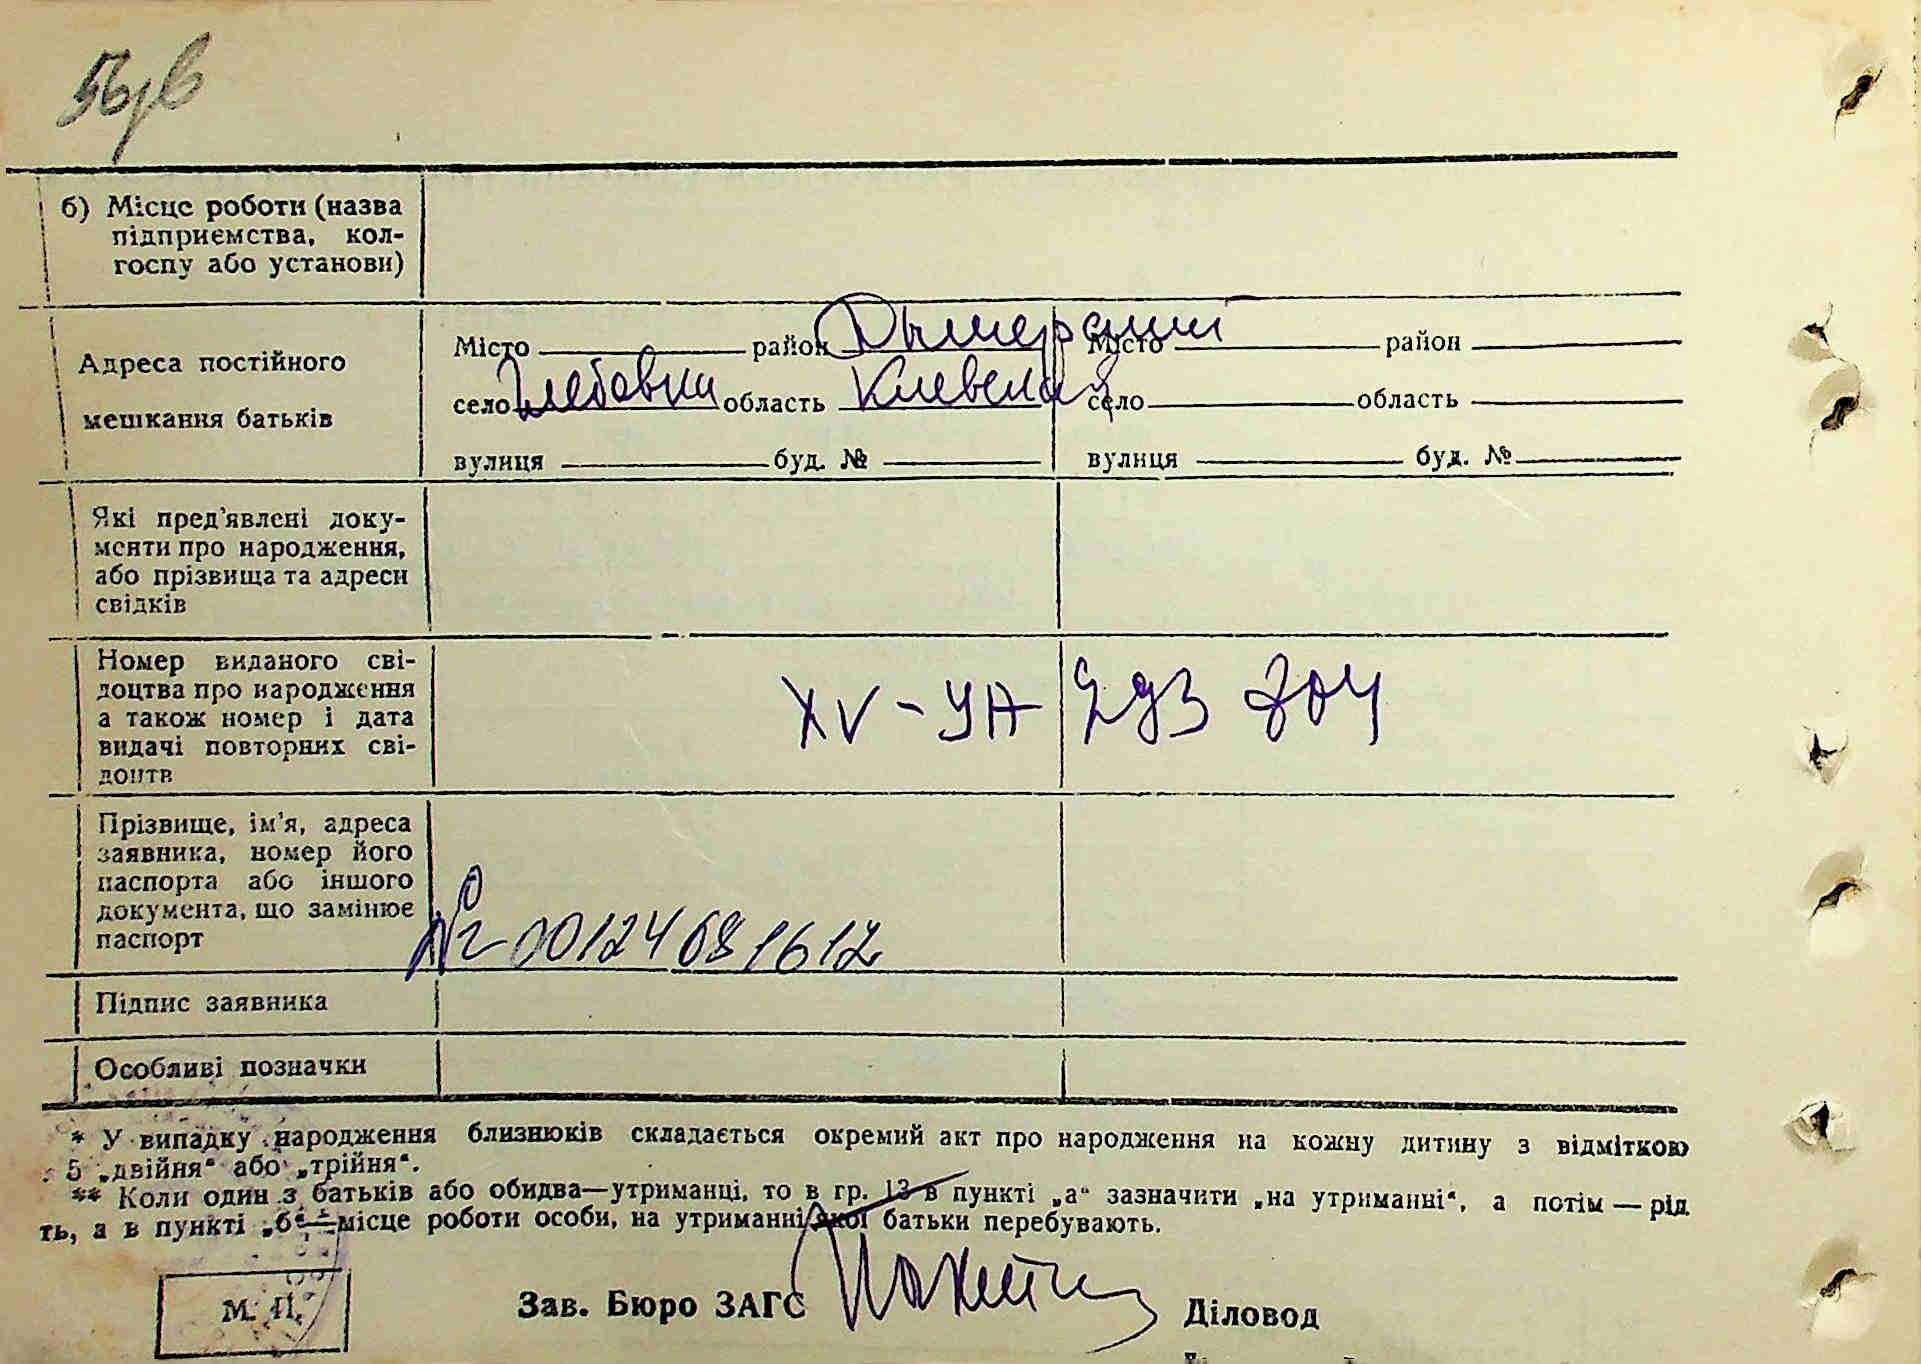 б) Місце роботи (назва
підприємства, кол-
госпу або установи)
Адреса постійного
мешкання батьків
Місто район Дымерский Місто район
село Глебовка область Киевская село область
вулиця буд. № вулиця буд. №
Які пред'явлені доку-
менти про народження,
або прізвища та адреси
свідків
Номер виданого сві-
доцтва про народження
а також номер і дата
видачі повторних сві-
доцтв
XV-УА 293 704
Прізвище, ім'я, адреса
заявника, номер його
паспорта або іншого
документа, що замінює
паспорт
№ 00124681612
Підпис заявника
Особливі позначки
* У випадку народження близнюків складається окремий акт про народження на кожну дитину з відміткою
5 „двійня“ або „трійня“.
** Коли один з батьків або обидва—утриманці, то в гр. 13 в пункті „а“ зазначити „на утриманні“, а потім — рід
ть, а в пункті „б“—місце роботи особи, на утриманні якої батьки перебувають.
М. П.
Зав. Бюро ЗАГС Діловод